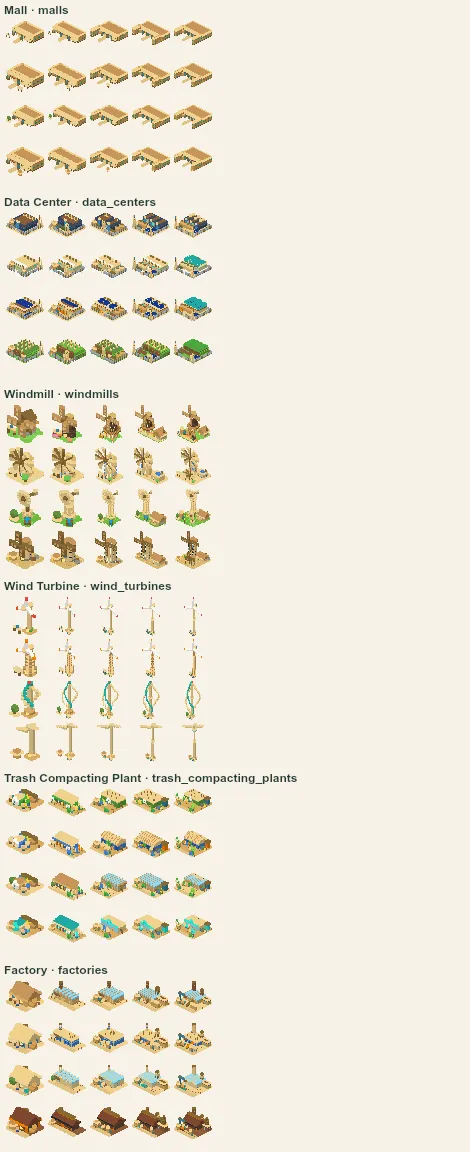 Mall · malls
Data Center · data_centers
Windmill · windmills
Wind Turbine · wind_turbines
Trash Compacting Plant · trash_compacting_plants
Factory · factories